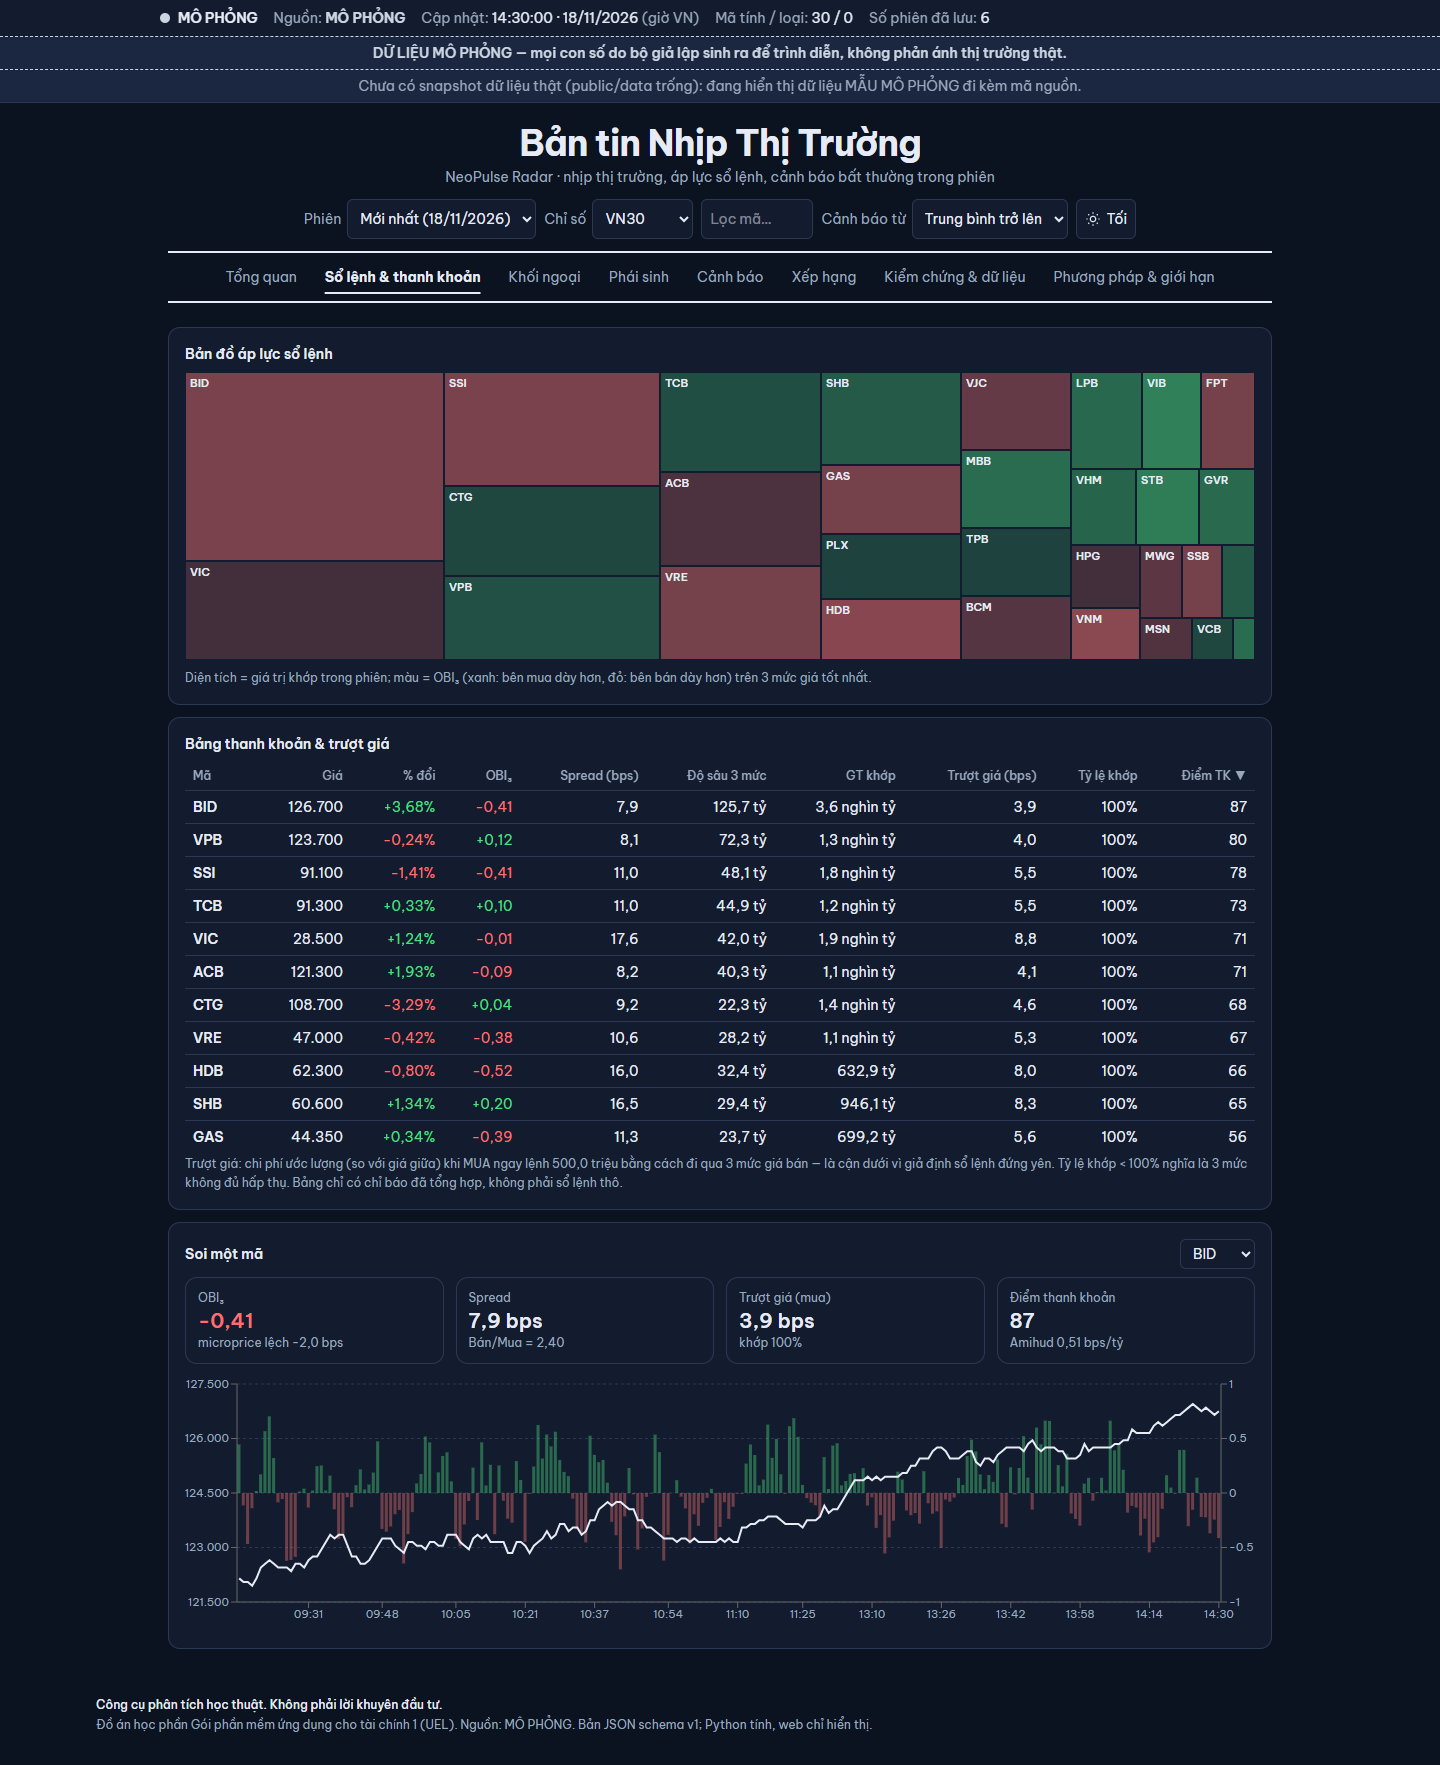 MÔ PHỎNG Nguồn: MÔ PHỎNG Cập nhật: 14:30:00 · 18/11/2026 (giờ VN) Mã tính / loại: 30 / 0 Số phiên đã lưu: 6
DỮ LIỆU MÔ PHỎNG — mọi con số do bộ giả lập sinh ra để trình diễn, không phản ánh thị trường thật.
Chưa có snapshot dữ liệu thật (public/data trống): đang hiển thị dữ liệu MẪU MÔ PHỎNG đi kèm mã nguồn.
Bản tin Nhịp Thị Trường
NeoPulse Radar · nhịp thị trường, áp lực sổ lệnh, cảnh báo bất thường trong phiên
Phiên Mới nhất (18/11/2026) Chỉ số VN30 Lọc mã... Cảnh báo từ Trung bình trở lên Tối
Tổng quan Sổ lệnh & thanh khoản Khối ngoại Phái sinh Cảnh báo Xếp hạng Kiểm chứng & dữ liệu Phương pháp & giới hạn
Bản đồ áp lực sổ lệnh
BID SSI TCB SHB VJC LPB VIB FPT
MBB
GAS
VHM STB GVR
ACB
CTG
TPB
PLX
HPG MWG SSB
VIC
VRE
VPB
BCM
HDB
VNM
MSN VCB
Diện tích = giá trị khớp trong phiên; màu = OBI₃ (xanh: bên mua dày hơn, đỏ: bên bán dày hơn) trên 3 mức giá tốt nhất.
Bảng thanh khoản & trượt giá
Mã Giá % đổi OBI₃ Spread (bps) Độ sâu 3 mức GT khớp Trượt giá (bps) Tỷ lệ khớp Điểm TK ▼
BID 126.700 +3,68% -0,41 7,9 125,7 tỷ 3,6 nghìn tỷ 3,9 100% 87
VPB 123.700 -0,24% +0,12 8,1 72,3 tỷ 1,3 nghìn tỷ 4,0 100% 80
SSI 91.100 -1,41% -0,41 11,0 48,1 tỷ 1,8 nghìn tỷ 5,5 100% 78
TCB 91.300 +0,33% +0,10 11,0 44,9 tỷ 1,2 nghìn tỷ 5,5 100% 73
VIC 28.500 +1,24% -0,01 17,6 42,0 tỷ 1,9 nghìn tỷ 8,8 100% 71
ACB 121.300 +1,93% -0,09 8,2 40,3 tỷ 1,1 nghìn tỷ 4,1 100% 71
CTG 108.700 -3,29% +0,04 9,2 22,3 tỷ 1,4 nghìn tỷ 4,6 100% 68
VRE 47.000 -0,42% -0,38 10,6 28,2 tỷ 1,1 nghìn tỷ 5,3 100% 67
HDB 62.300 -0,80% -0,52 16,0 32,4 tỷ 632,9 tỷ 8,0 100% 66
SHB 60.600 +1,34% +0,20 16,5 29,4 tỷ 946,1 tỷ 8,3 100% 65
GAS 44.350 +0,34% -0,39 11,3 23,7 tỷ 699,2 tỷ 5,6 100% 56
Trượt giá: chi phí ước lượng (so với giá giữa) khi MUA ngay lệnh 500,0 triệu bằng cách đi qua 3 mức giá bán — là cận dưới vì giả định sổ lệnh đứng yên. Tỷ lệ khớp < 100% nghĩa là 3 mức
không đủ hấp thụ. Bảng chỉ có chỉ báo đã tổng hợp, không phải sổ lệnh thô.
Soi một mã BID
OBI₃ Spread Trượt giá (mua) Điểm thanh khoản
-0,41 7,9 bps 3,9 bps 87
microprice lệch -2,0 bps Bán/Mua = 2,40 khớp 100% Amihud 0,51 bps/tỷ
127.500 1
126.000 0.5
124.500 0
123.000 -0.5
121.500 -1
09:31 09:48 10:05 10:21 10:37 10:54 11:10 11:25 13:10 13:26 13:42 13:58 14:14 14:30
Công cụ phân tích học thuật. Không phải lời khuyên đầu tư.
Đồ án học phần Gói phần mềm ứng dụng cho tài chính 1 (UEL). Nguồn: MÔ PHỎNG. Bản JSON schema v1; Python tính, web chỉ hiển thị.